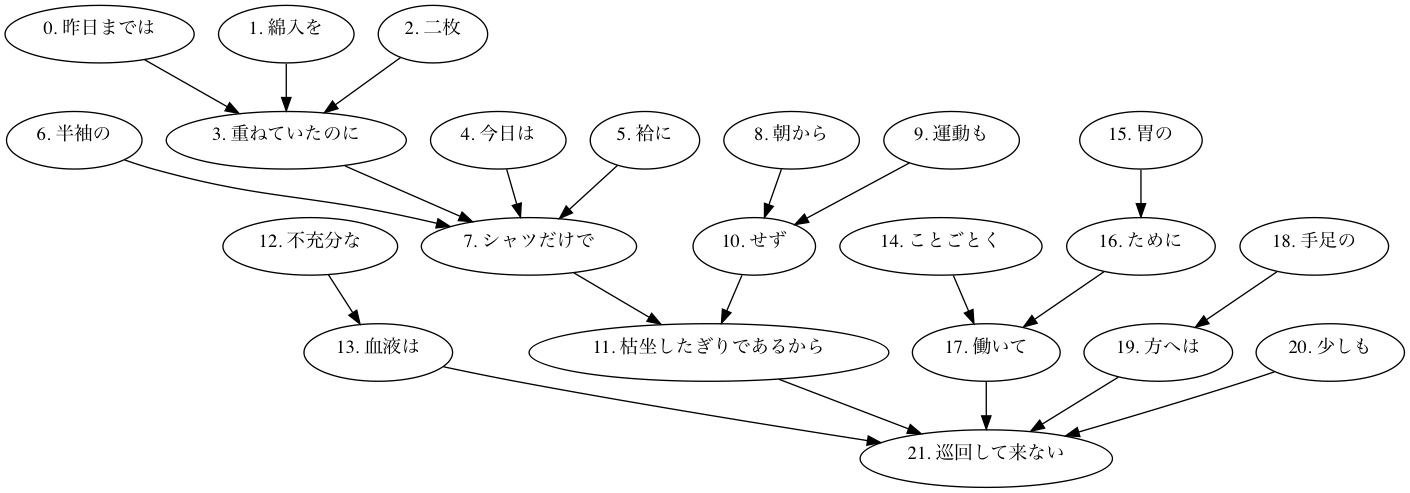 0. 昨日までは
1. 綿入を
2. 二枚
6. 半袖の
3. 重ねていたのに
4. 今日は
5. 袷に
8. 朝から
9. 運動も
15. 胃の
12. 不充分な
7. シャツだけで
10. せず
14. ことごとく
16. ために
18. 手足の
13. 血液は
11. 枯坐したぎりであるから
17. 働いて
19. 方へは
20. 少しも
21. 巡回して来ない